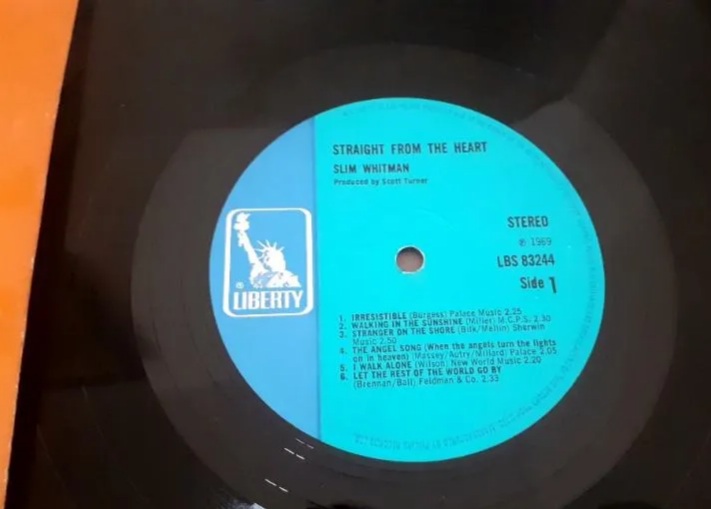 STRAIGHT FROM THE HEART
SLIM WHITMAN
Produced by Scott Turner
STEREO
℗ 1969
LBS 83244
Side 1
® LIBERTY
1. IRRESISTIBLE (Burgess) Palace Music 2.25
2. WALKING IN THE SUNSHINE (Miller) M.C.P.S. 2.30
3. STRANGER ON THE SHORE (Bilk/Mellin) Sherwin
Music 2.50
4. THE ANGEL SONG (When the angels turn the lights
on in heaven) (Massey/Autry/Millard) Palace 2.05
5. I WALK ALONE (Wilson) New World Music 2.20
6. LET THE REST OF THE WORLD GO BY
(Brennan/Ball) Feldman & Co. 2.33